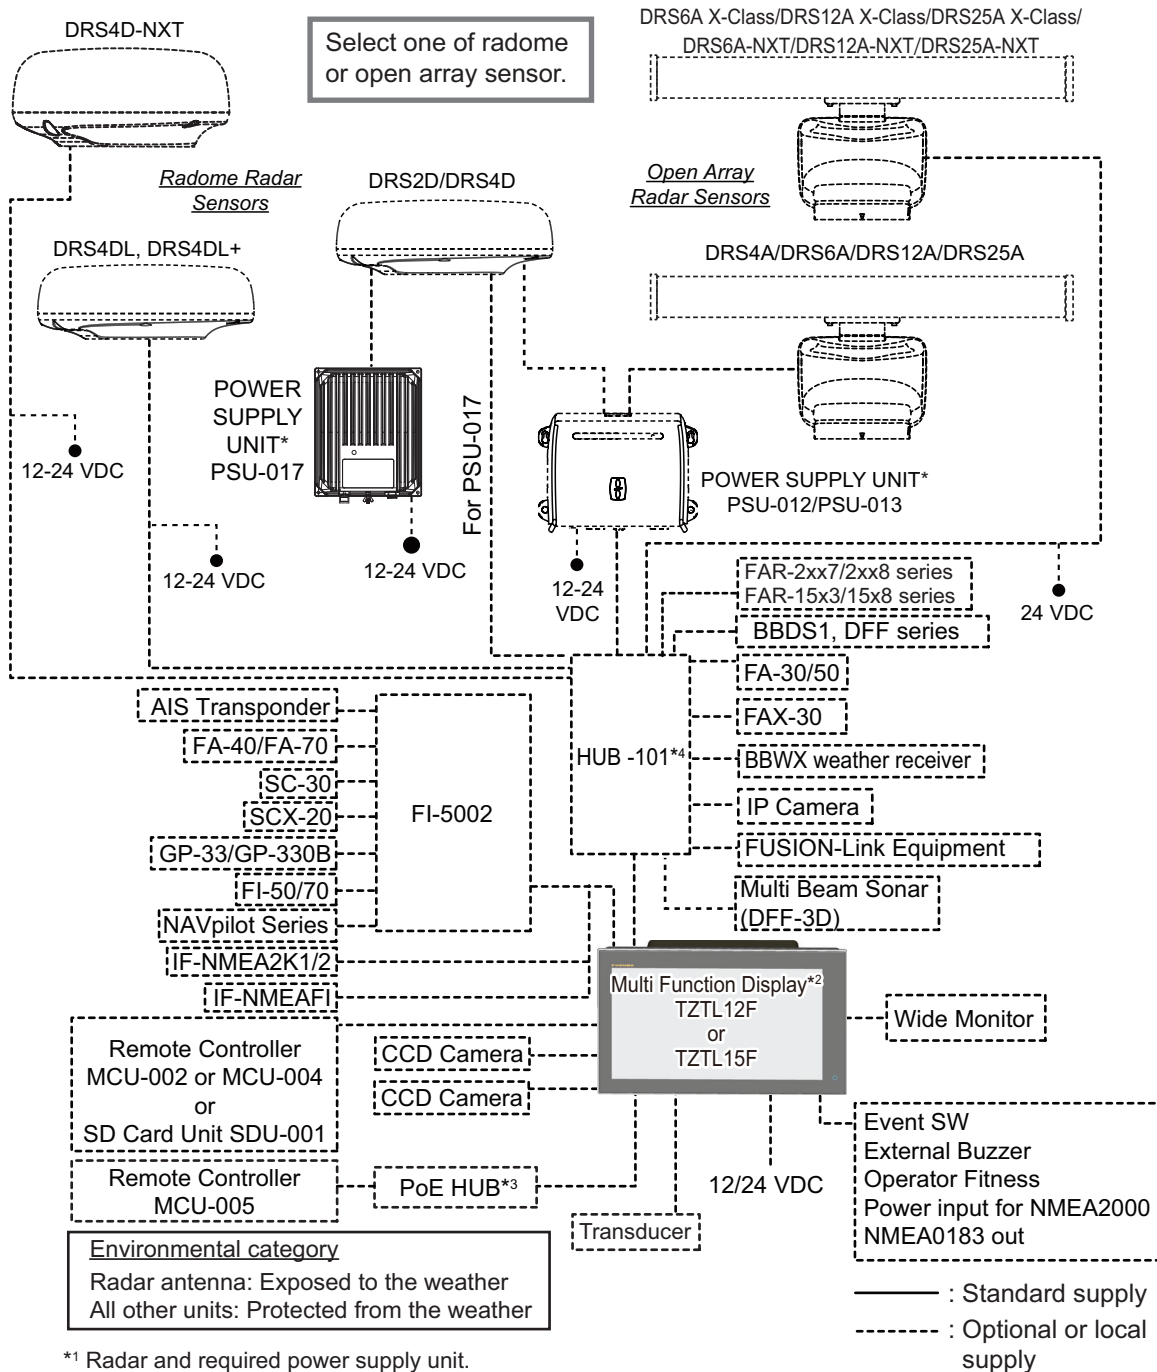 DRS4D-NXT
Select one of radome
or open array sensor.
DRS6A X-Class/DRS12A X-Class/DRS25A X-Class/
DRS6A-NXT/DRS12A-NXT/DRS25A-NXT
Radome Radar
Sensors
DRS2D/DRS4D
Open Array
Radar Sensors
DRS4DL, DRS4DL+
DRS4A/DRS6A/DRS12A/DRS25A
POWER
SUPPLY
UNIT*
PSU-017
For PSU-017
POWER SUPPLY UNIT*
PSU-012/PSU-013
12-24 VDC
12-24 VDC
12-24 VDC
12-24
VDC
24 VDC
FAR-2xx7/2xx8 series
FAR-15x3/15x8 series
BBDS1, DFF series
FA-30/50
FAX-30
BBWX weather receiver
IP Camera
FUSION-Link Equipment
Multi Beam Sonar
(DFF-3D)
HUB -101*4
AIS Transponder
FA-40/FA-70
SC-30
SCX-20
GP-33/GP-330B
FI-50/70
NAVpilot Series
IF-NMEA2K1/2
IF-NMEAFI
FI-5002
Multi Function Display*2
TZTL12F
or
TZTL15F
Wide Monitor
Remote Controller
MCU-002 or MCU-004
or
SD Card Unit SDU-001
CCD Camera
CCD Camera
Remote Controller
MCU-005
PoE HUB*3
Transducer
12/24 VDC
Event SW
External Buzzer
Operator Fitness
Power input for NMEA2000
NMEA0183 out
Environmental category
Radar antenna: Exposed to the weather
All other units: Protected from the weather
: Standard supply
: Optional or local
supply
*1 Radar and required power supply unit.